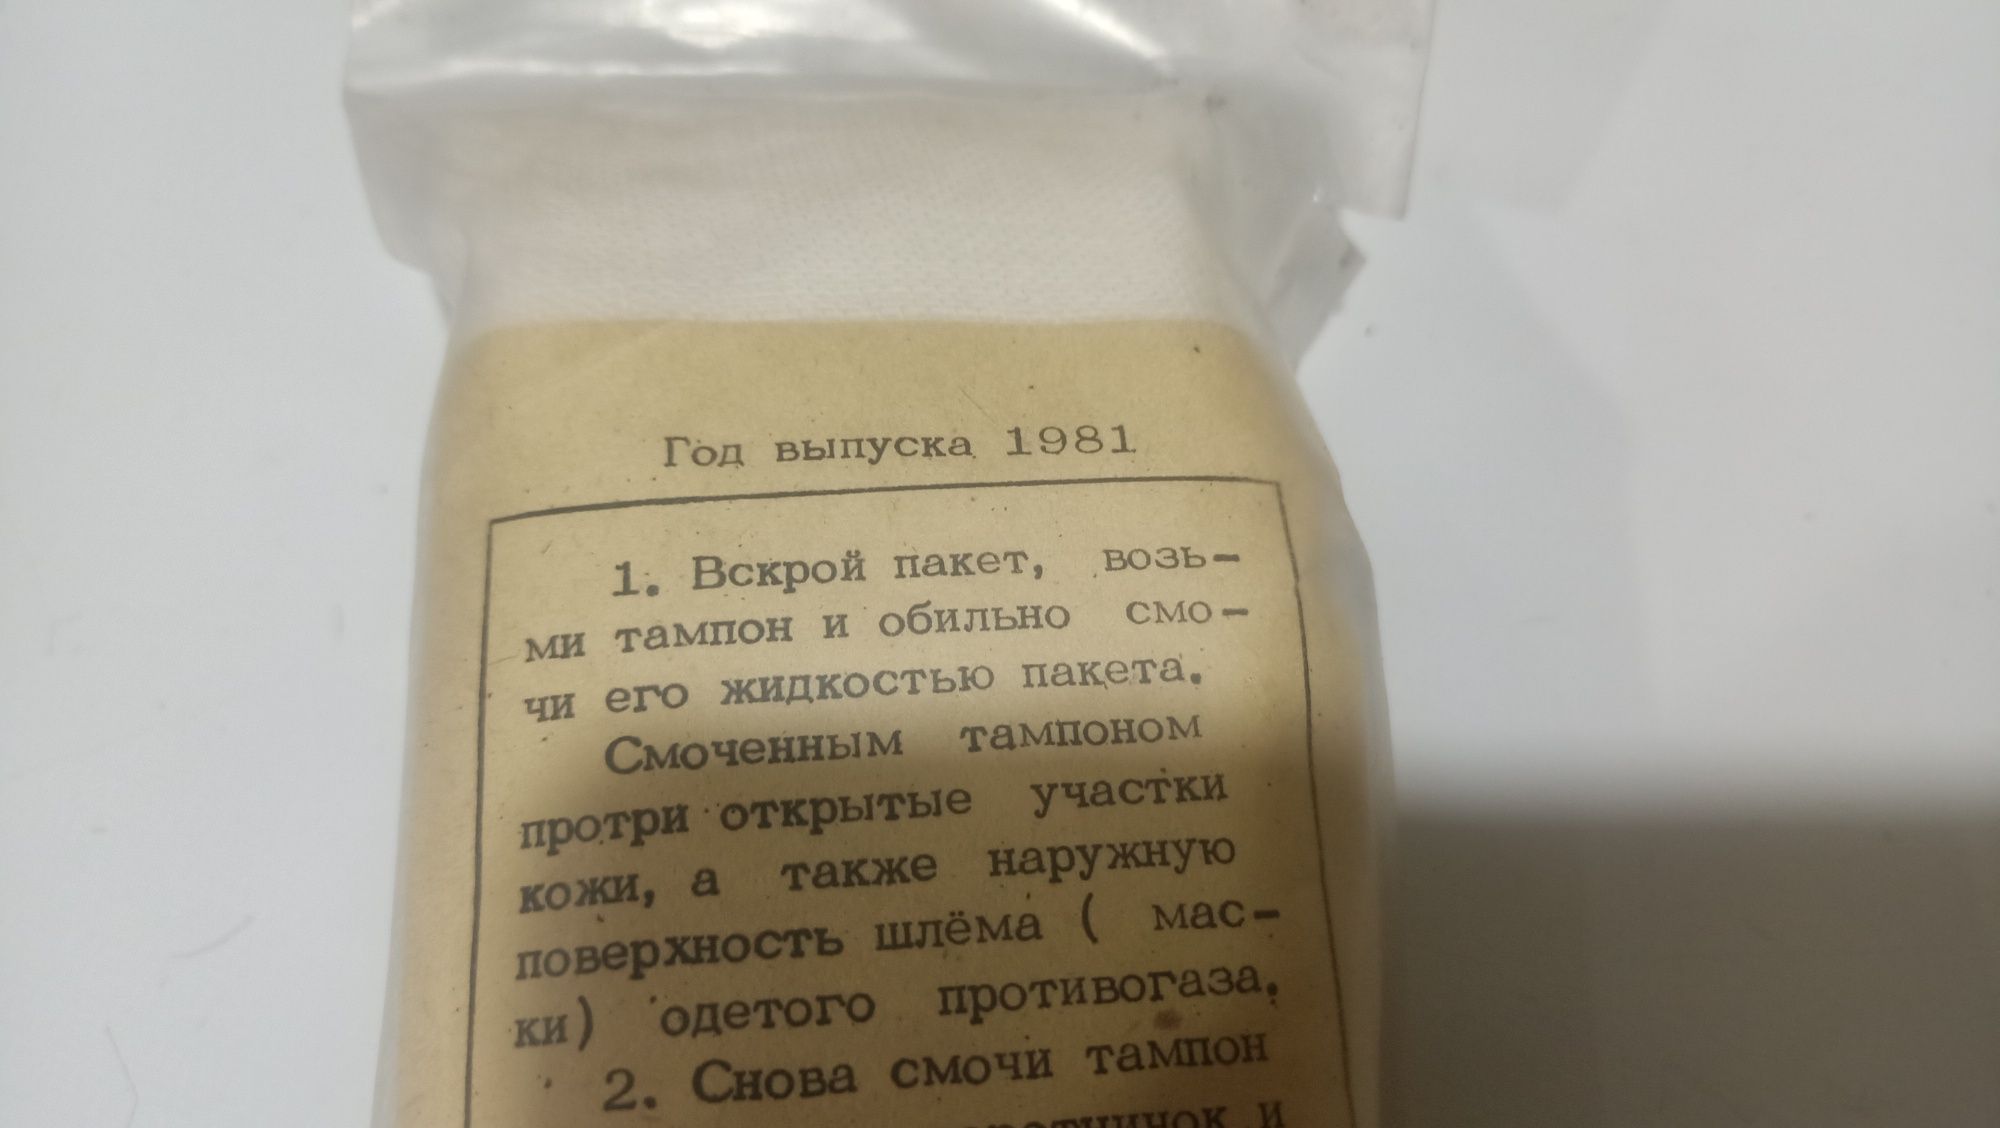 Год выпуска 1981
1. Вскрой пакет, возь-
ми тампон и обильно смо-
чи его жидкостью пакета.
Смоченным тампоном
протри открытые участки
кожи, а также наружную
поверхность шлёма ( мас-
ки) одетого противогаза.
2. Снова смочи тампон
и